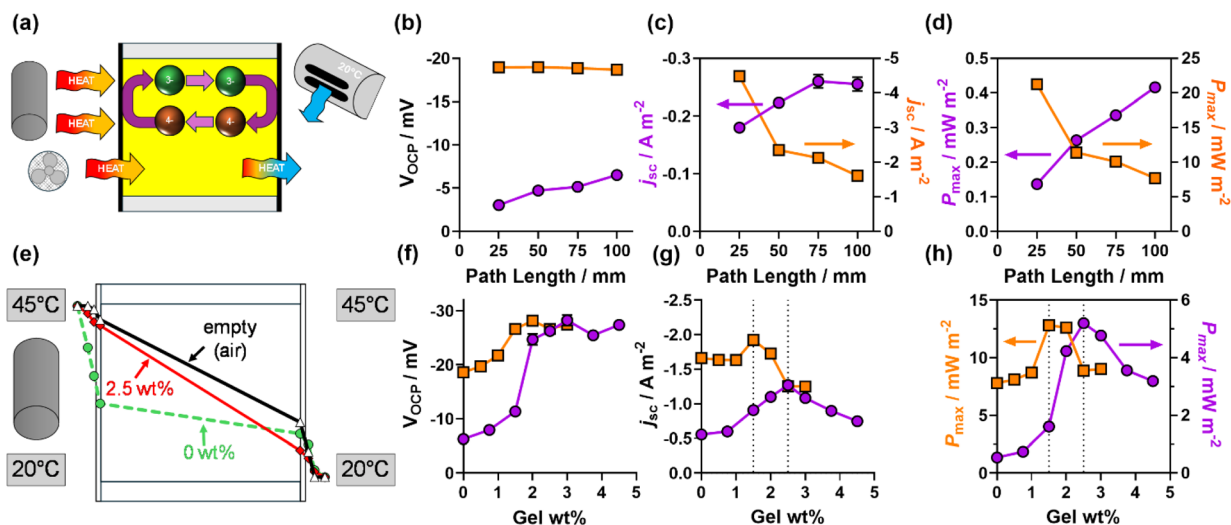 (a)
HEAT
HEAT
HEAT
HEAT
3-
3-
4-
4-
20°C
(b)
V_OCP / mV
-20
-15
-10
-5
0
0 25 50 75 100
Path Length / mm
(c)
j_sc / A m⁻²
-0.3
-0.2
-0.1
0.0
-5
-4
-3
-2
-1
0
j_sc / A m⁻²
0 25 50 75 100
Path Length / mm
(d)
P_max / mW m⁻²
0.5
0.4
0.3
0.2
0.1
0.0
25
20
15
10
5
0
P_max / mW m⁻²
0 25 50 75 100
Path Length / mm
(e)
45°C
45°C
empty
(air)
2.5 wt%
0 wt%
20°C
20°C
(f)
V_OCP / mV
-30
-20
-10
0
0 1 2 3 4 5
Gel wt%
(g)
j_sc / A m⁻²
-2.5
-2.0
-1.5
-1.0
-0.5
0.0
0 1 2 3 4 5
Gel wt%
(h)
P_max / mW m⁻²
15
10
5
0
6
4
2
0
P_max / mW m⁻²
0 1 2 3 4 5
Gel wt%